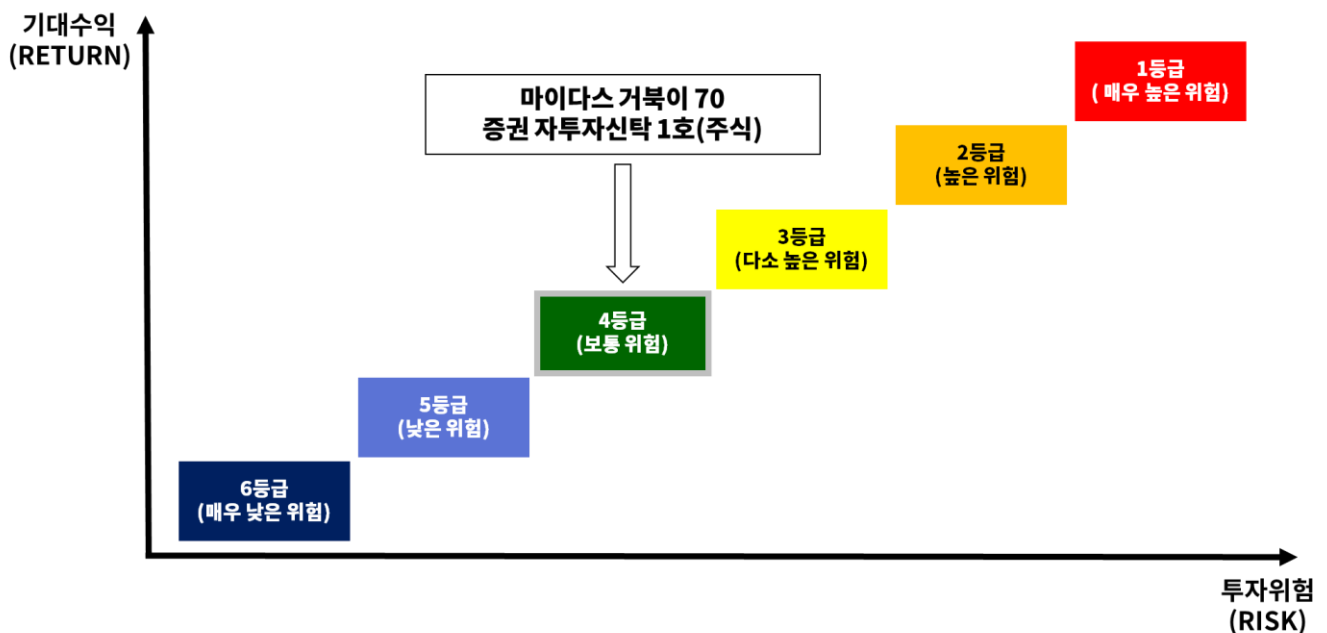 기대수익
(RETURN)
1등급
( 매우 높은 위험)
마이다스 거북이 70
증권 자투자신탁 1호(주식)
2등급
(높은 위험)
3등급
(다소 높은 위험)
4등급
(보통 위험)
5등급
(낮은 위험)
6등급
(매우 낮은 위험)
투자위험
(RISK)